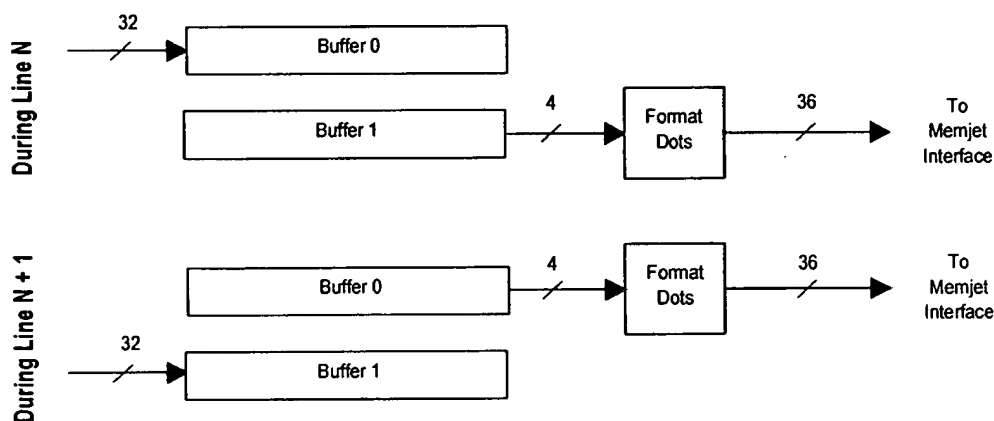 During Line N
32
Buffer 0
Buffer 1
4
Format
Dots
36
To
Memjet
Interface
During Line N + 1
Buffer 0
4
Format
Dots
36
To
Memjet
Interface
32
Buffer 1